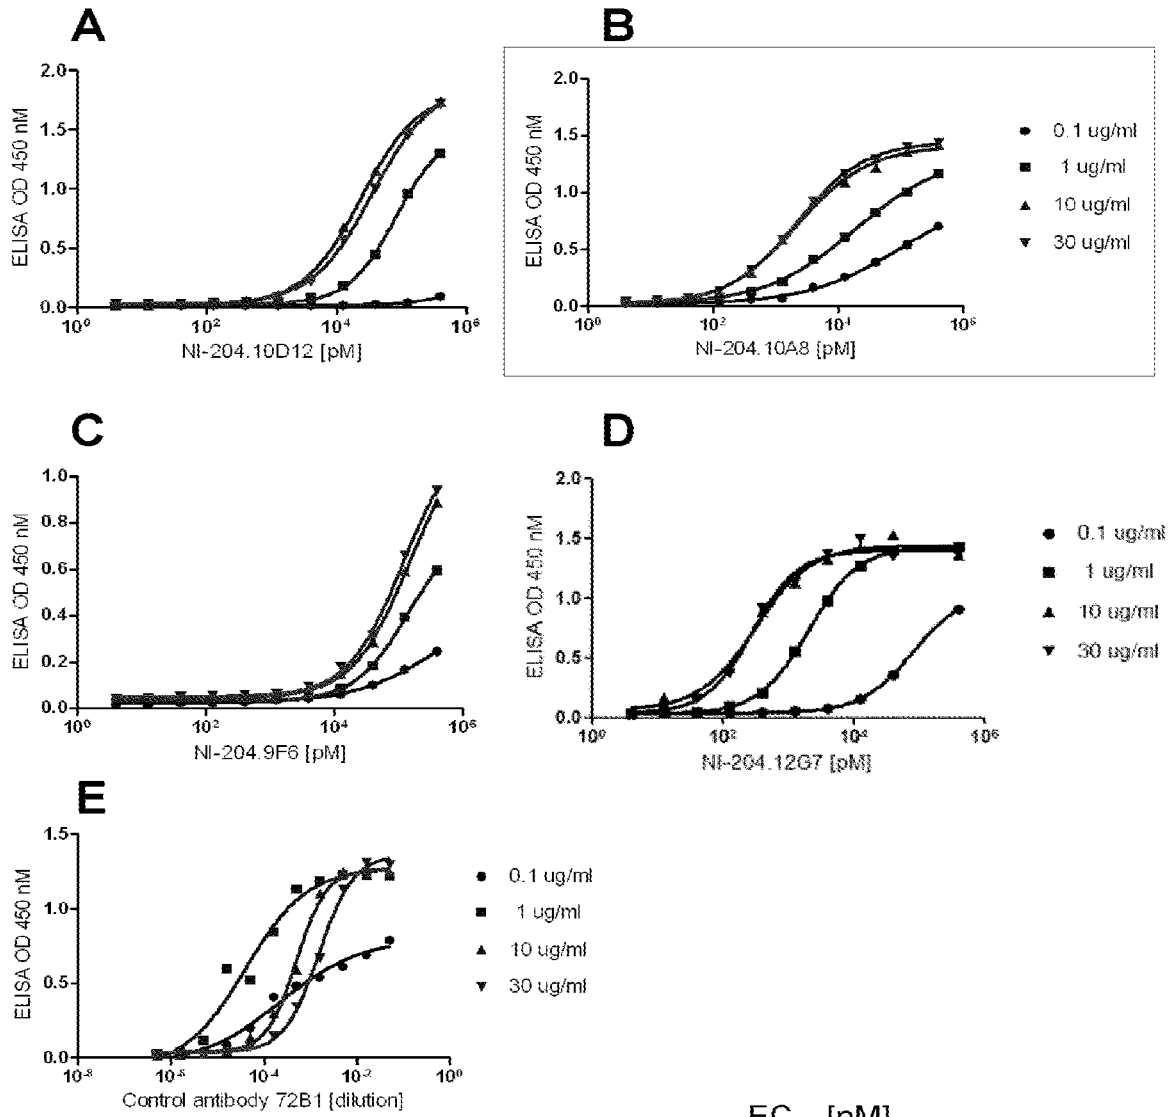 A
ELISA OD 450 nM
2.0
1.5
1.0
0.5
0.0
10⁰ 10² 10⁴ 10⁶
NI-204.10D12 [pM]
B
ELISA OD 450 nM
2.0
1.5
1.0
0.5
0.0
10⁰ 10² 10⁴ 10⁶
NI-204.10A8 [pM]
0.1 ug/ml
1 ug/ml
10 ug/ml
30 ug/ml
C
ELISA OD 450 nM
1.0
0.8
0.6
0.4
0.2
0.0
10⁰ 10² 10⁴ 10⁶
NI-204.9F6 [pM]
D
ELISA OD 450 nM
2.0
1.5
1.0
0.5
0.0
10⁰ 10² 10⁴ 10⁶
NI-204.12G7 [pM]
0.1 ug/ml
1 ug/ml
10 ug/ml
30 ug/ml
E
ELISA OD 450 nM
1.5
1.0
0.5
0.0
10⁻⁸ 10⁻⁶ 10⁻⁴ 10⁻² 10⁰
Control antibody 72B1 [dilution]
0.1 ug/ml
1 ug/ml
10 ug/ml
30 ug/ml
EC [pM]